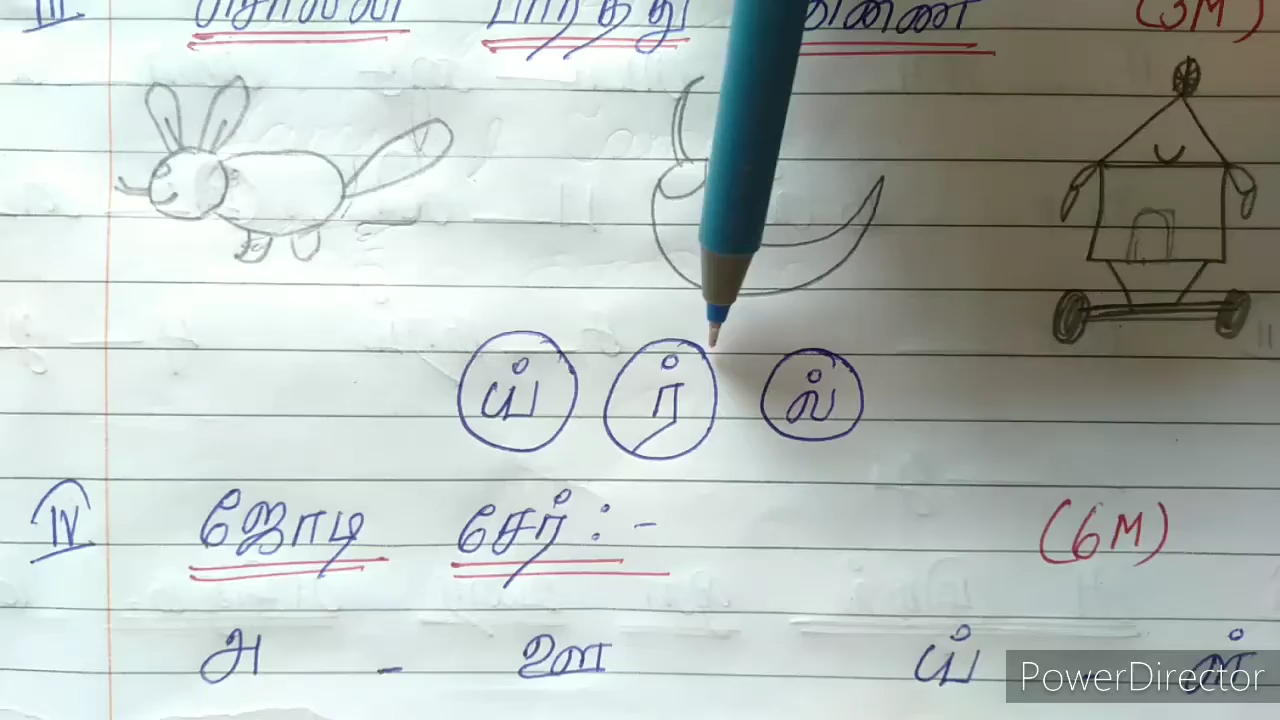 III பார்த்து (3M)
ய் ர் ல்
IV ஜோடி சேர் :- (6M)
அ - ஊ ய் ள்
PowerDirector